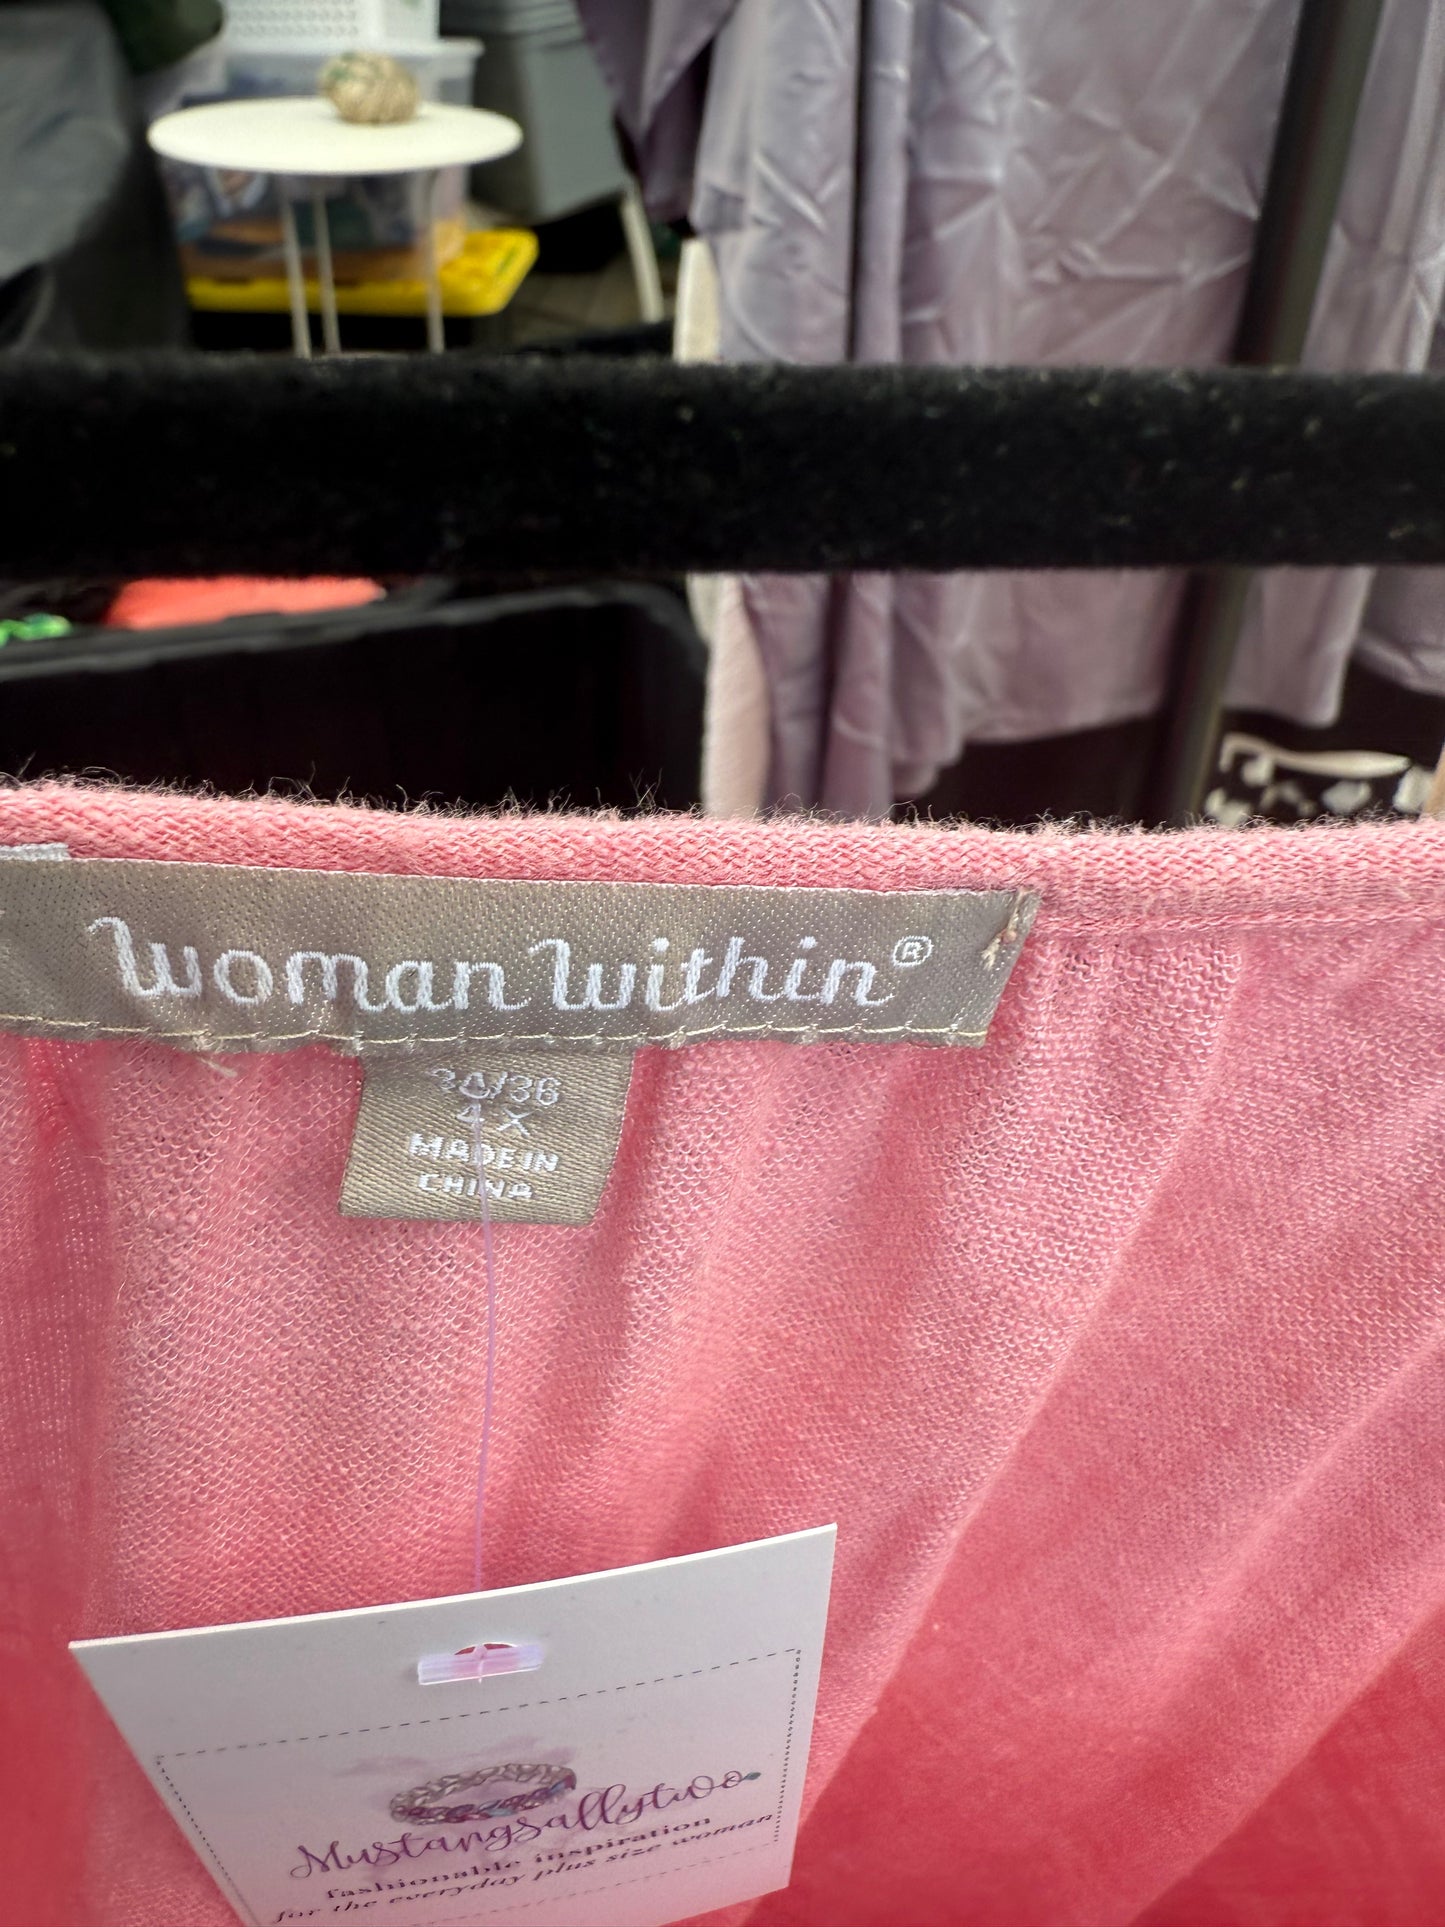 woman within®
34/36
4X
MADE IN
CHINA
Mustangsallytwo
fashionable inspiration
for the everyday plus size woman